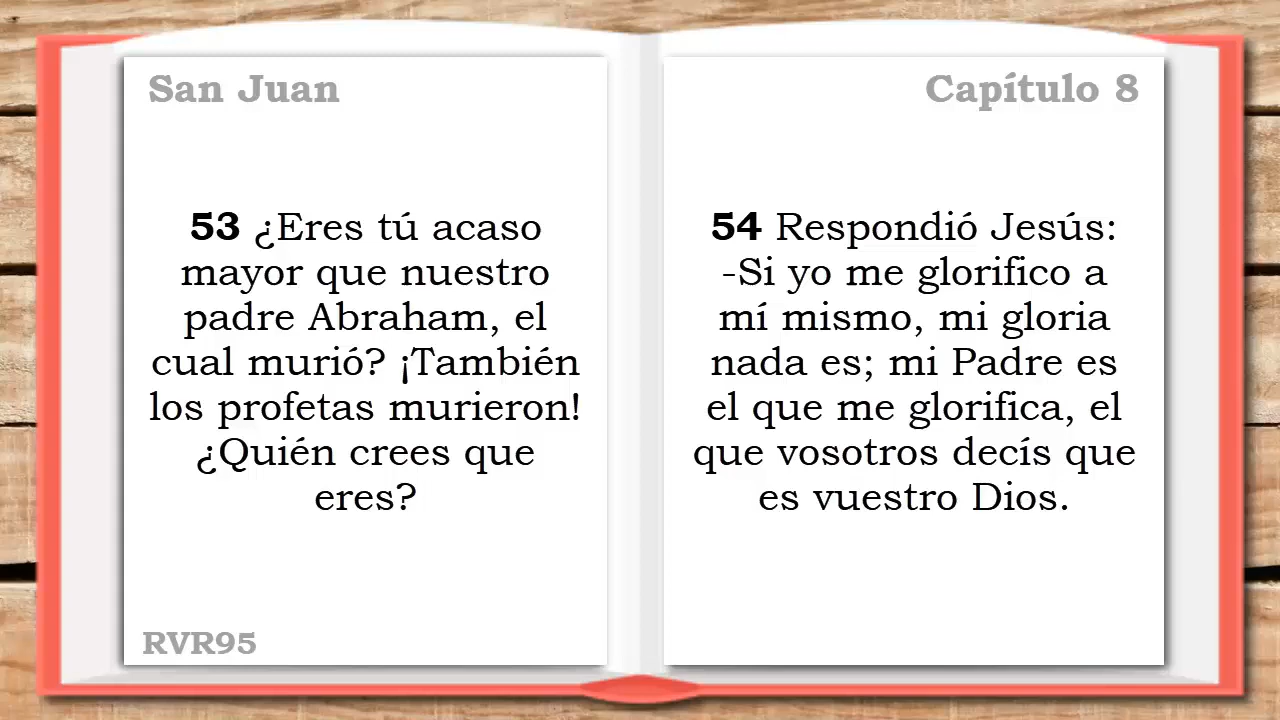 San Juan
53 ¿Eres tú acaso
mayor que nuestro
padre Abraham, el
cual murió? ¡También
los profetas murieron!
¿Quién crees que
eres?
RVR95
Capítulo 8
54 Respondió Jesús:
-Si yo me glorifico a
mí mismo, mi gloria
nada es; mi Padre es
el que me glorifica, el
que vosotros decís que
es vuestro Dios.